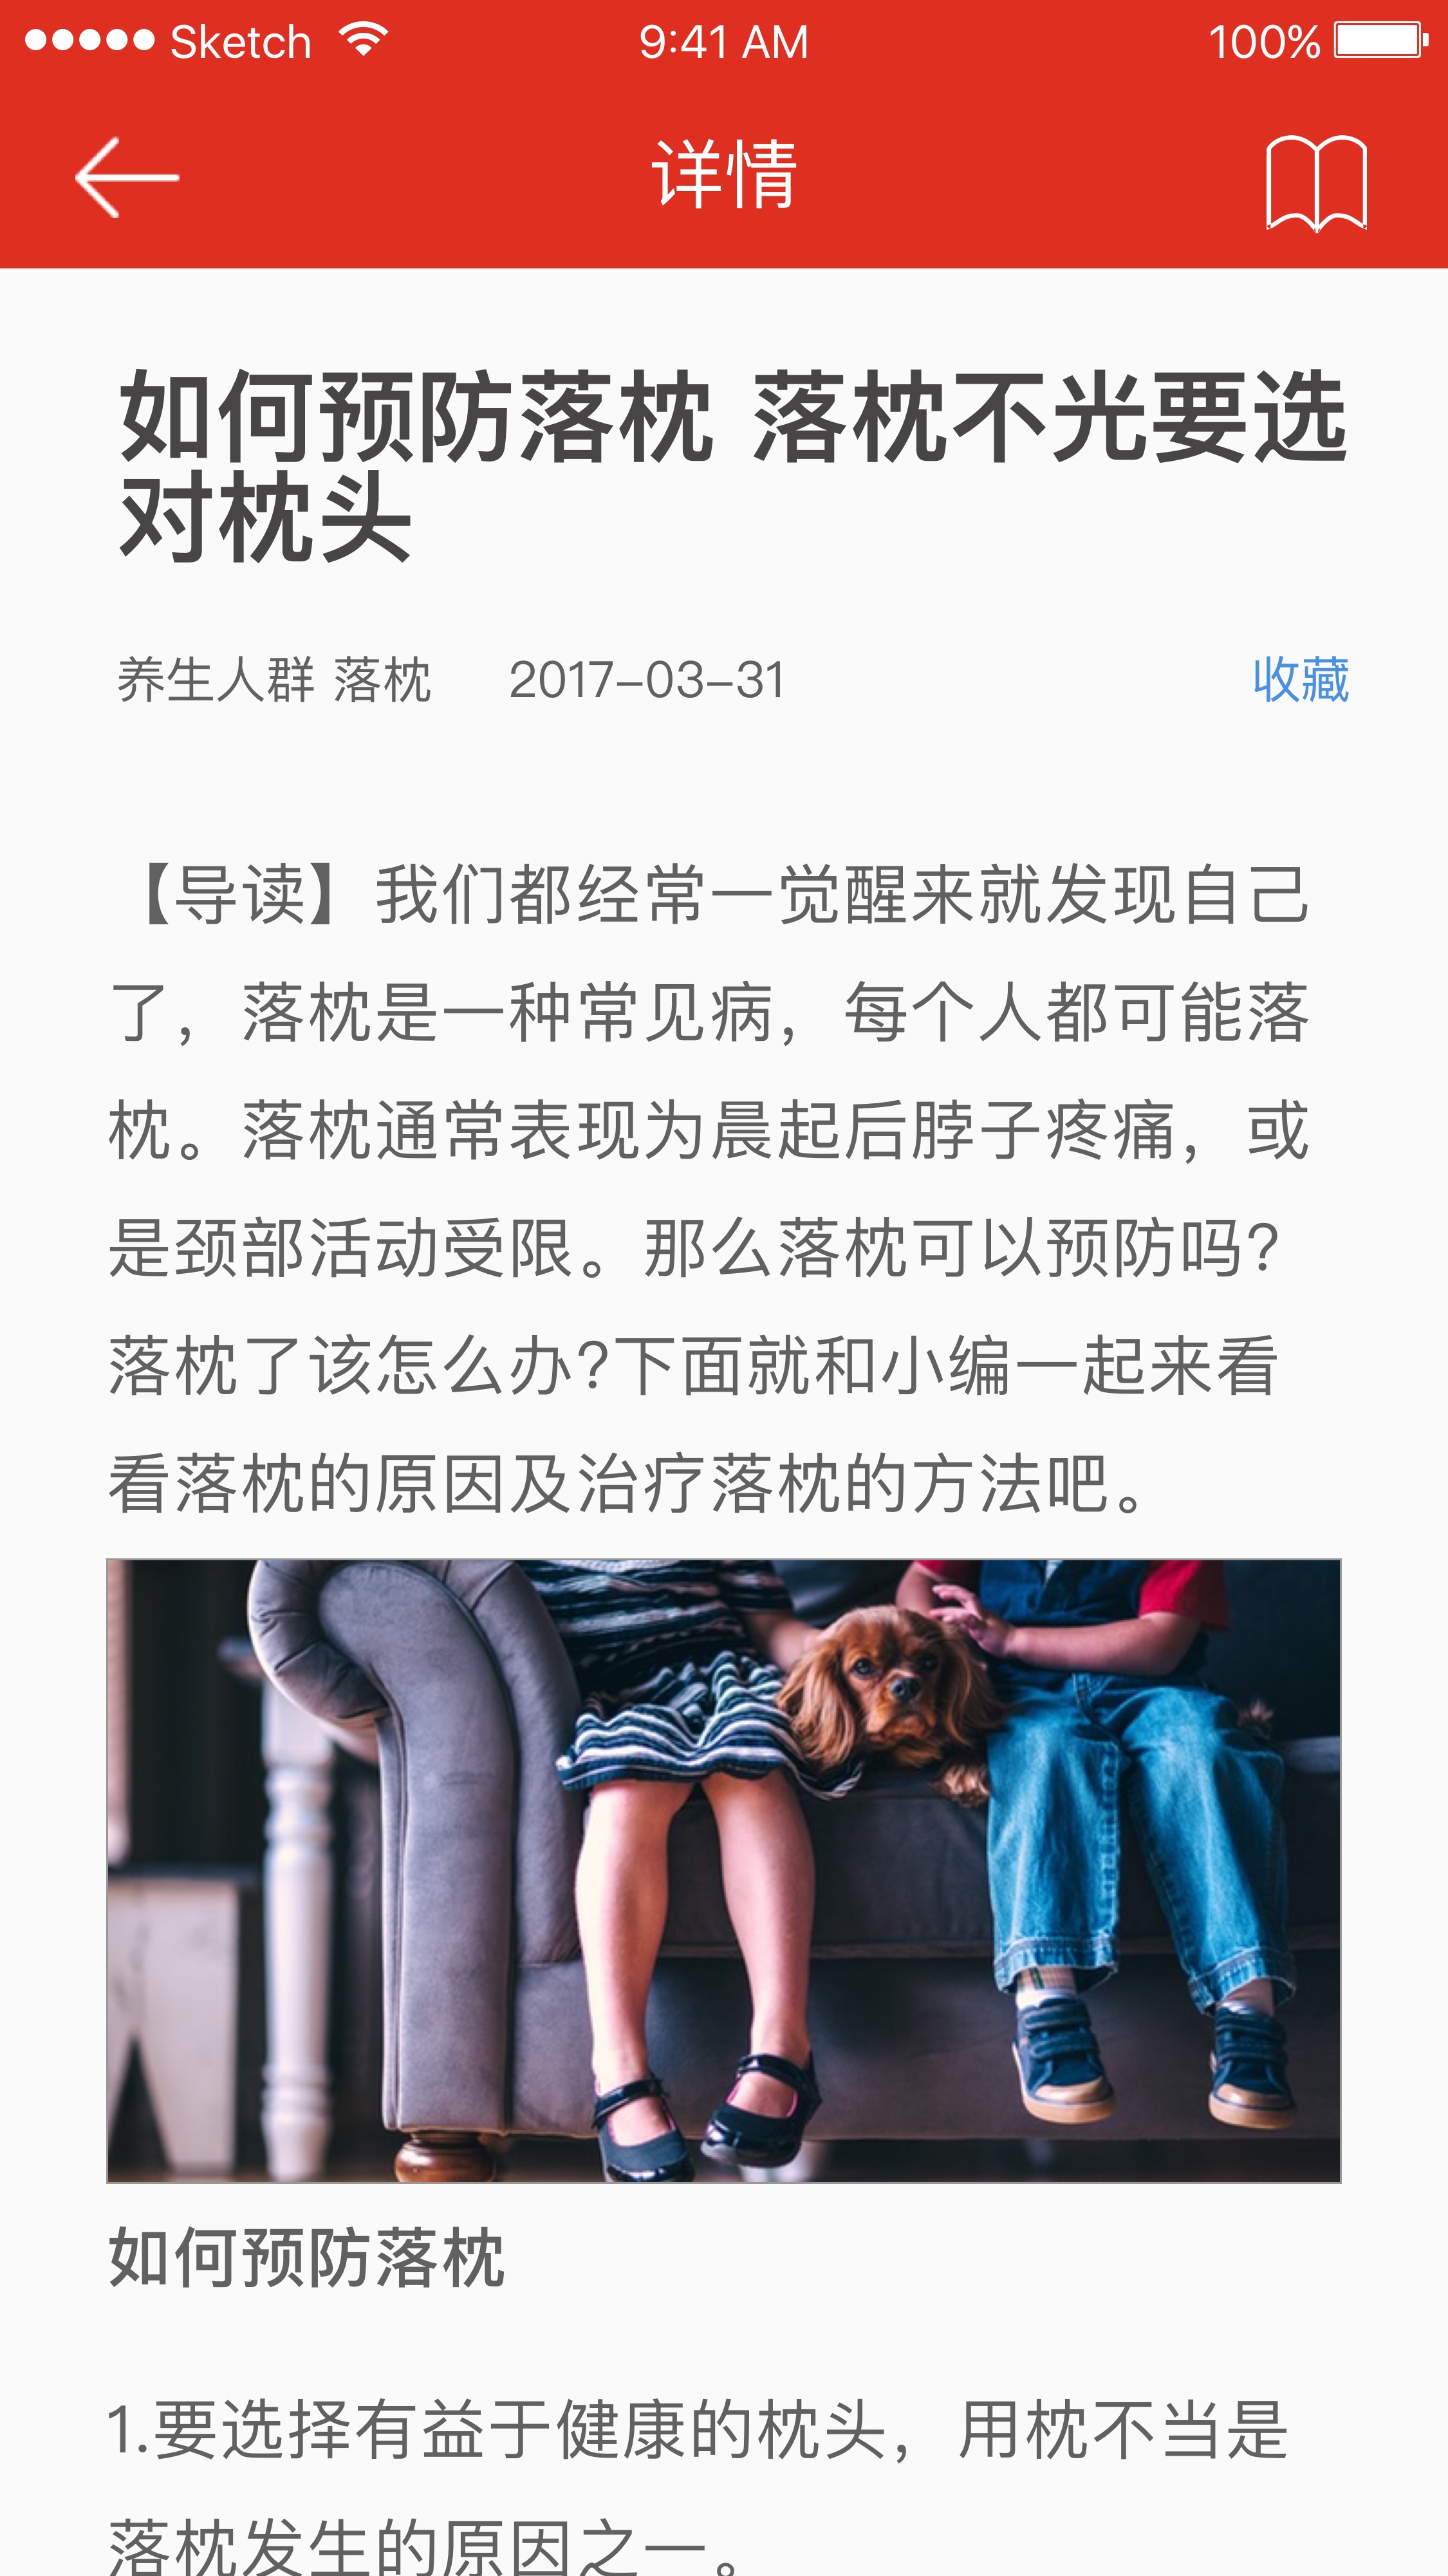 Sketch 9:41 AM 100%
详情
如何预防落枕 落枕不光要选
对枕头
养生人群 落枕 2017-03-31 收藏
【导读】我们都经常一觉醒来就发现自己
了，落枕是一种常见病，每个人都可能落
枕。落枕通常表现为晨起后脖子疼痛，或
是颈部活动受限。那么落枕可以预防吗?
落枕了该怎么办?下面就和小编一起来看
看落枕的原因及治疗落枕的方法吧。
如何预防落枕
1.要选择有益于健康的枕头，用枕不当是
落枕发生的原因之一。